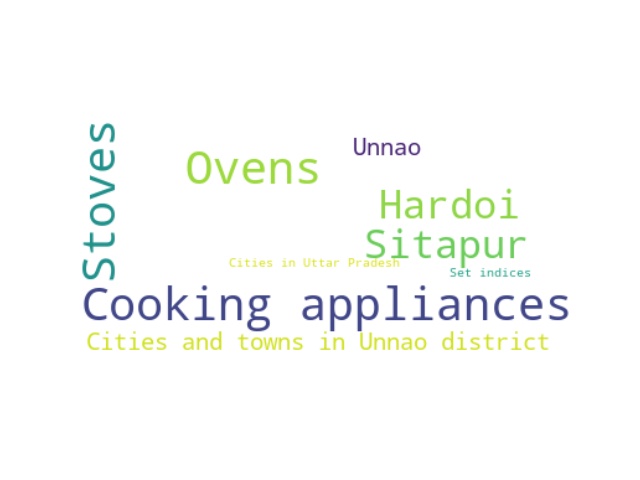 Stoves
Unnao
Ovens
Hardoi
Sitapur
Cities in Uttar Pradesh
Set indices
Cooking appliances
Cities and towns in Unnao district